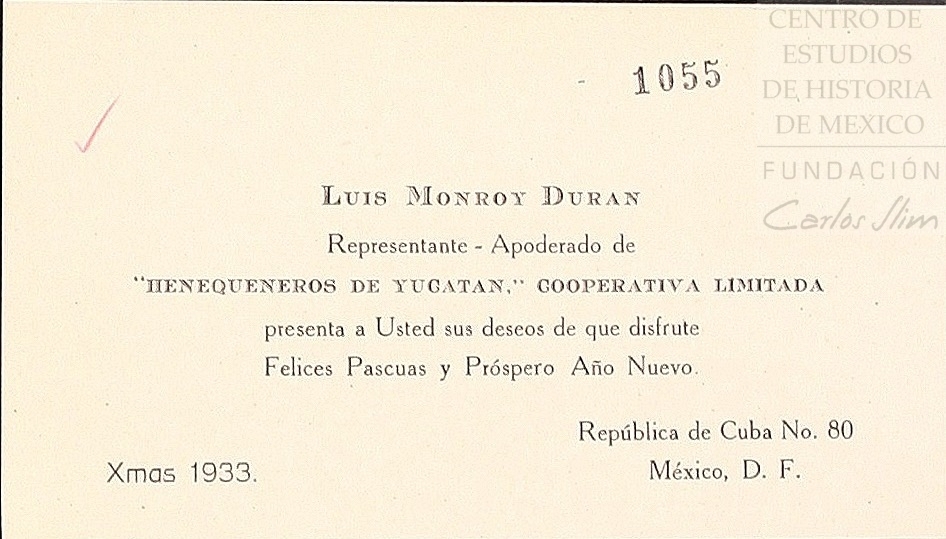 CENTRO DE
ESTUDIOS
DE HISTORIA
DE MEXICO
FUNDACIÓN
Carlos Slim
- 1055
LUIS MONROY DURAN
Representante - Apoderado de
"HENEQUENEROS DE YUCATAN," COOPERATIVA LIMITADA
presenta a Usted sus deseos de que disfrute
Felices Pascuas y Próspero Año Nuevo.
República de Cuba No. 80
México, D. F.
Xmas 1933.